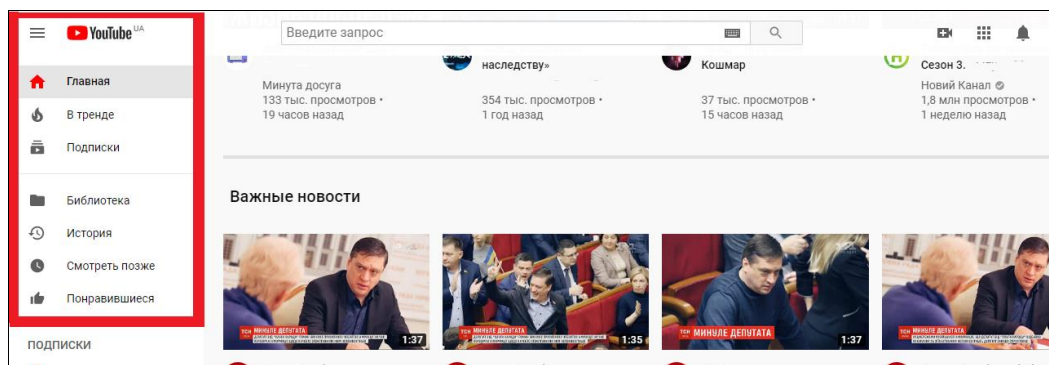 YouTube UA
Введите запрос
Главная
В тренде
Подписки
Библиотека
История
Смотреть позже
Понравившиеся
ПОДПИСКИ
Минута досуга
133 тыс. просмотров •
19 часов назад
наследству»
354 тыс. просмотров •
1 год назад
Кошмар
37 тыс. просмотров •
15 часов назад
Сезон 3.
Новий Канал
1,8 млн просмотров •
1 неделю назад
Важные новости
ТСН МИНУЛЕ ДЕПУТАТА
1:37
ТСН МИНУЛЕ ДЕПУТАТА
1:35
ТСН МИНУЛЕ ДЕПУТАТА
1:37
ТСН МИНУЛЕ ДЕПУТАТА